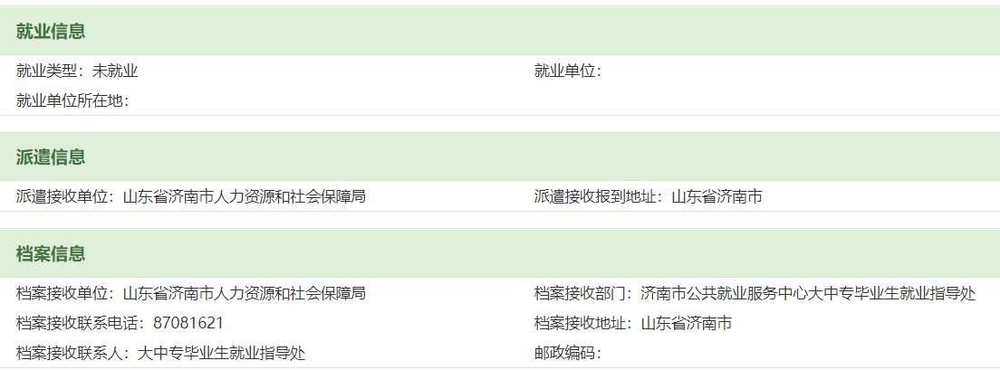 就业信息
就业类型：未就业
就业单位：
就业单位所在地：
派遣信息
派遣接收单位：山东省济南市人力资源和社会保障局
派遣接收报到地址：山东省济南市
档案信息
档案接收单位：山东省济南市人力资源和社会保障局
档案接收部门：济南市公共就业服务中心大中专毕业生就业指导处
档案接收联系电话：87081621
档案接收地址：山东省济南市
档案接收联系人：大中专毕业生就业指导处
邮政编码：